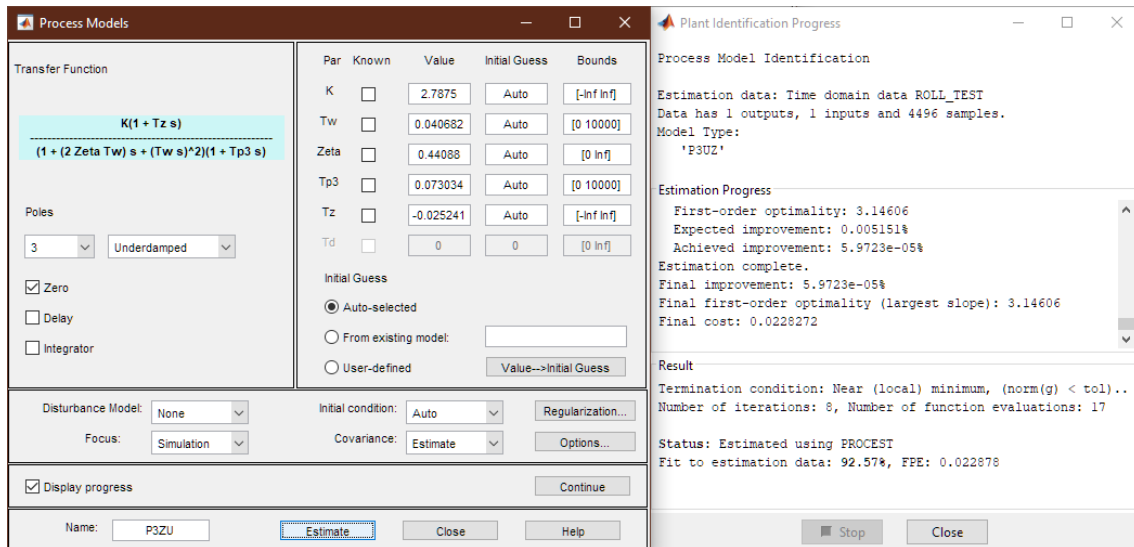 Process Models
Transfer Function
K(1 + Tz s)
(1 + (2 Zeta Tw) s + (Tw s)^2)(1 + Tp3 s)
Poles
3 Underdamped
Zero
Delay
Integrator
Par Known Value Initial Guess Bounds
K 2.7875 Auto [-Inf Inf]
Tw 0.040682 Auto [0 10000]
Zeta 0.44088 Auto [0 Inf]
Tp3 0.073034 Auto [0 10000]
Tz -0.025241 Auto [-Inf Inf]
Td 0 0 [0 Inf]
Initial Guess
Auto-selected
From existing model:
User-defined Value-->Initial Guess
Disturbance Model: None Initial condition: Auto Regularization...
Focus: Simulation Covariance: Estimate Options...
Display progress Continue
Name: P3ZU Estimate Close Help
Plant Identification Progress
Process Model Identification
Estimation data: Time domain data ROLL_TEST
Data has 1 outputs, 1 inputs and 4496 samples.
Model Type:
'P3UZ'
Estimation Progress
First-order optimality: 3.14606
Expected improvement: 0.005151%
Achieved improvement: 5.9723e-05%
Estimation complete.
Final improvement: 5.9723e-05%
Final first-order optimality (largest slope): 3.14606
Final cost: 0.0228272
Result
Termination condition: Near (local) minimum, (norm(g) < tol)..
Number of iterations: 8, Number of function evaluations: 17
Status: Estimated using PROCEST
Fit to estimation data: 92.57%, FPE: 0.022878
Stop Close